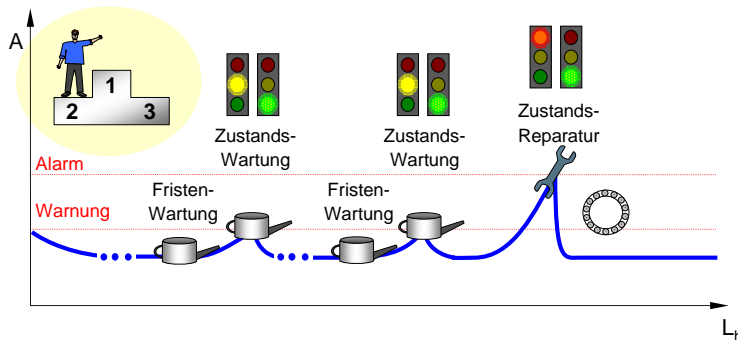 A
1
2
3
Zustands-
Wartung
Zustands-
Wartung
Zustands-
Reparatur
Alarm
Fristen-
Wartung
Fristen-
Wartung
Warnung
L